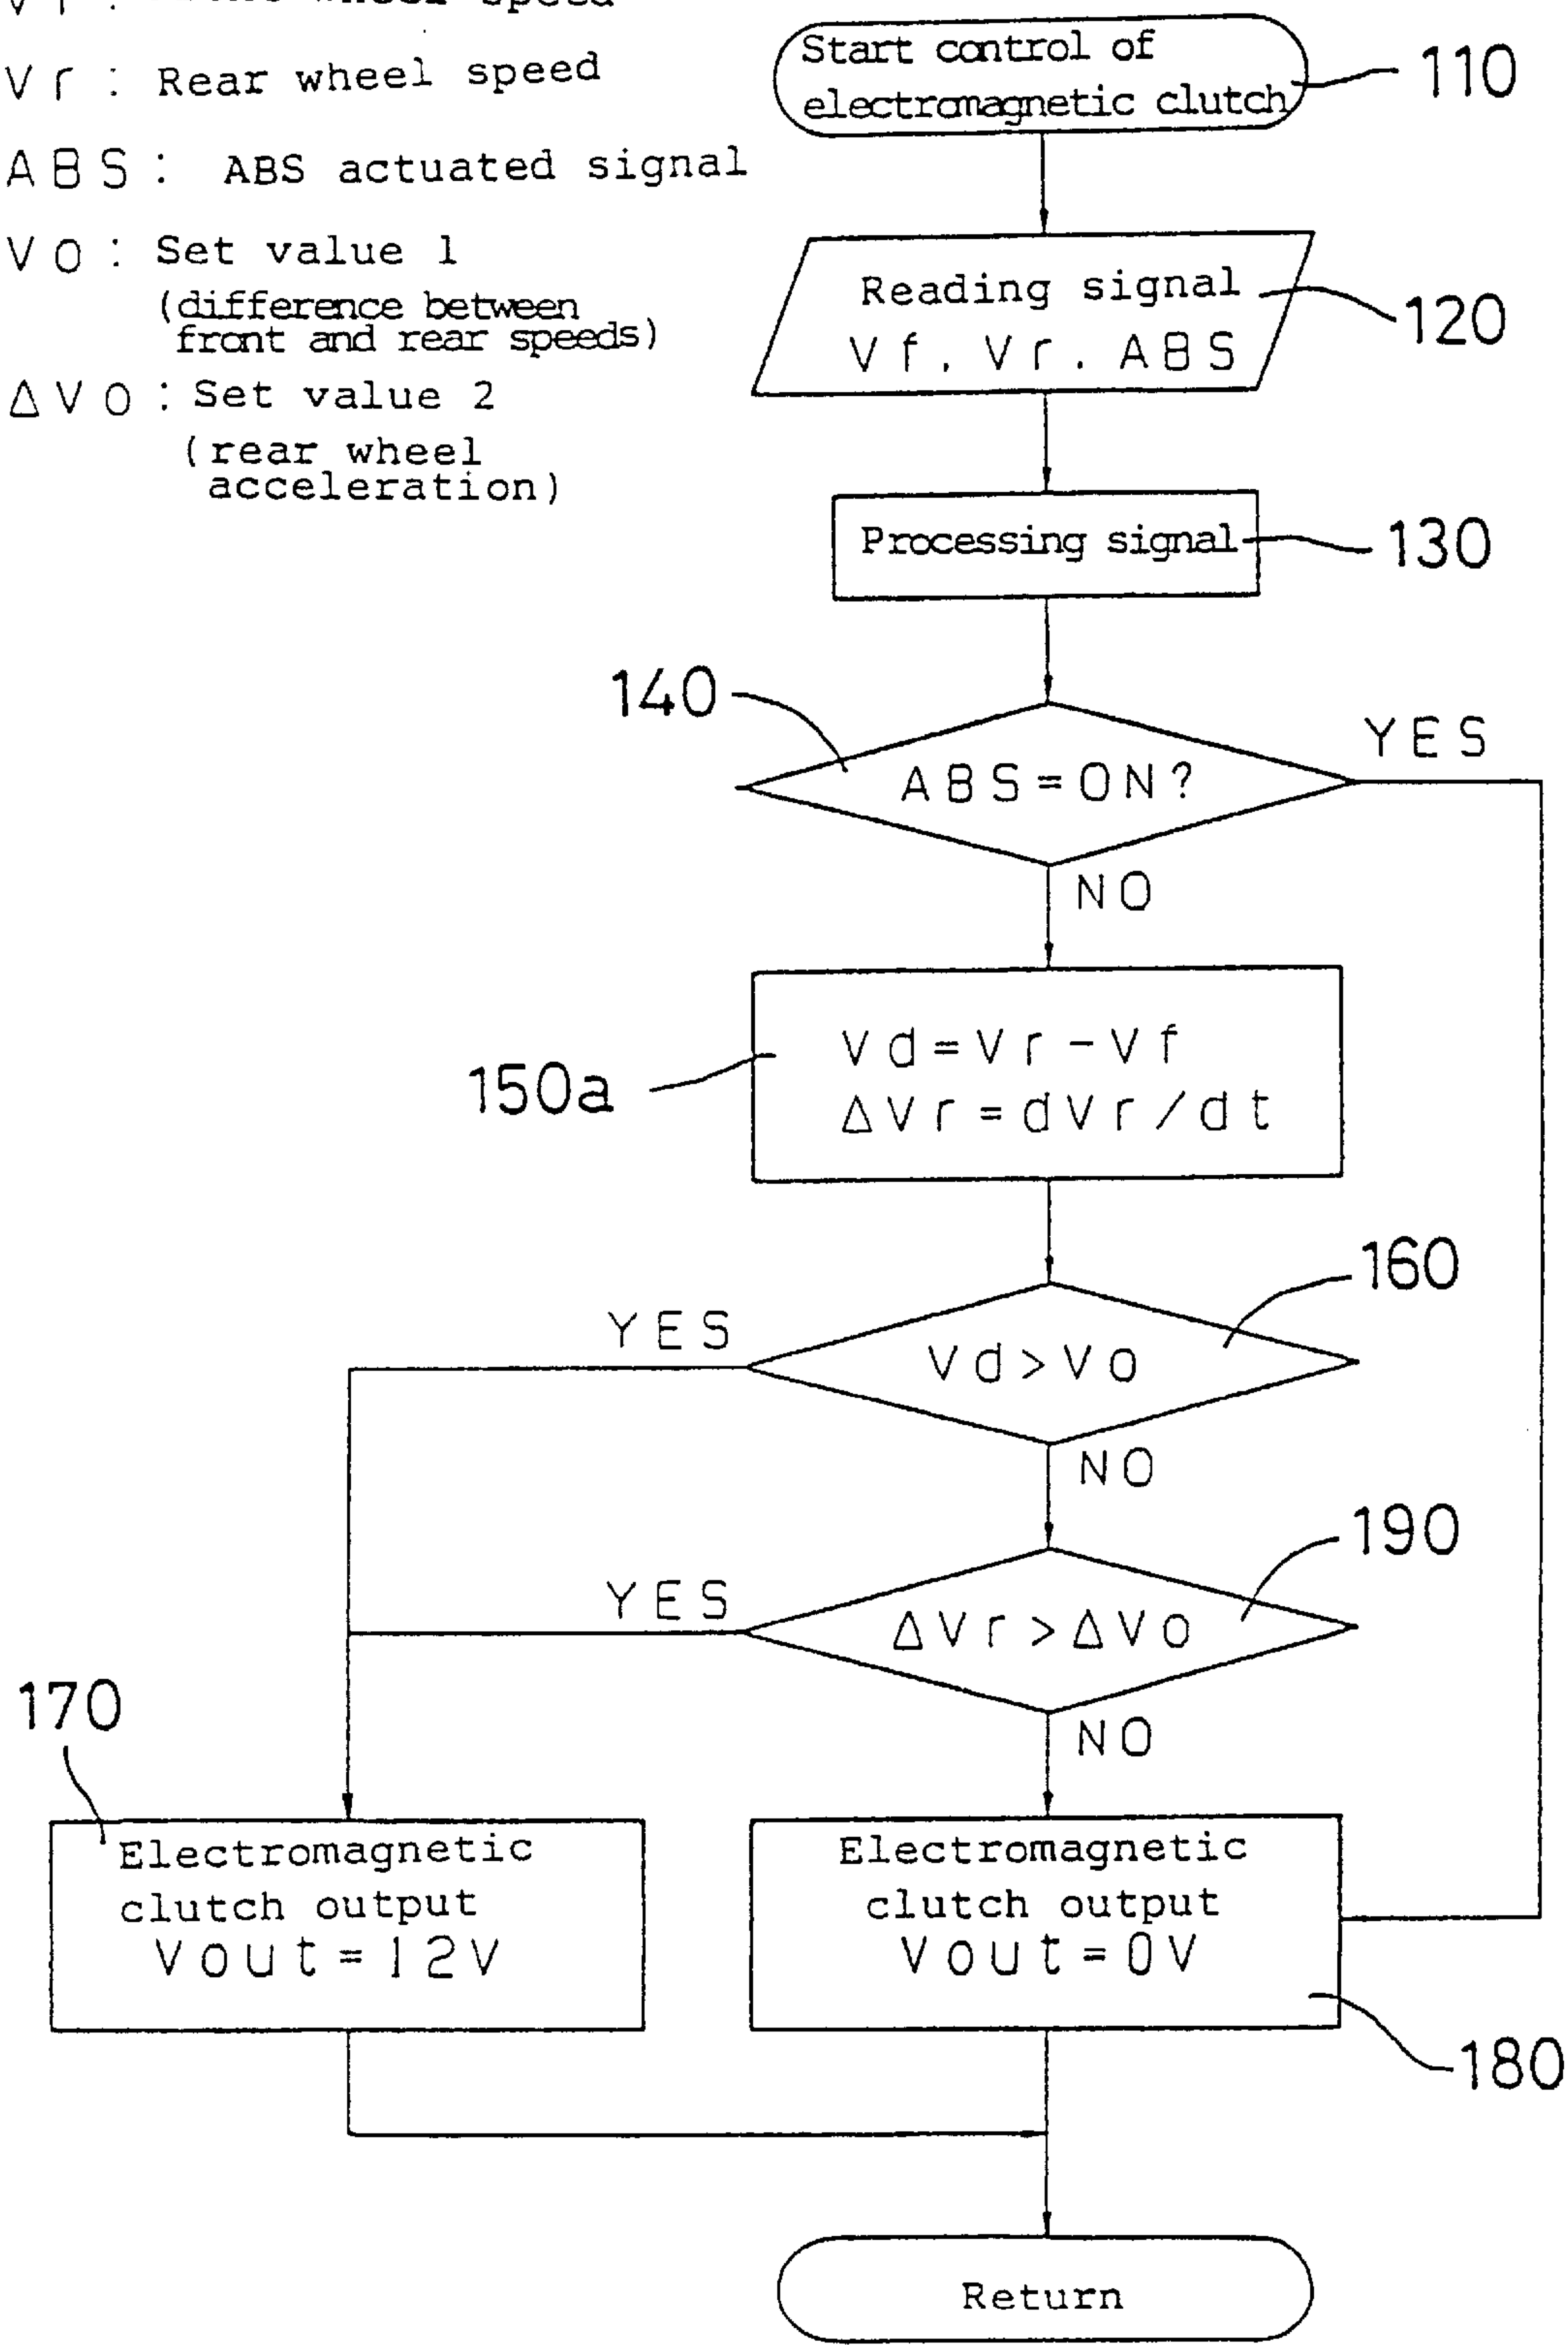 wheel speed
Vr : Rear wheel speed
ABS : ABS actuated signal
Vo : Set value 1
(difference between
front and rear speeds)
ΔVo : Set value 2
(rear wheel
acceleration)
Start control of
electromagnetic clutch
110
Reading signal
Vf, Vr. ABS
120
Processing signal
130
140
ABS=ON?
YES
NO
150a
Vd=Vr-Vf
ΔVr=dVr/dt
160
YES
Vd>Vo
NO
190
YES
ΔVr>ΔVo
NO
170
Electromagnetic
clutch output
Vout=12V
Electromagnetic
clutch output
Vout=0V
180
Return